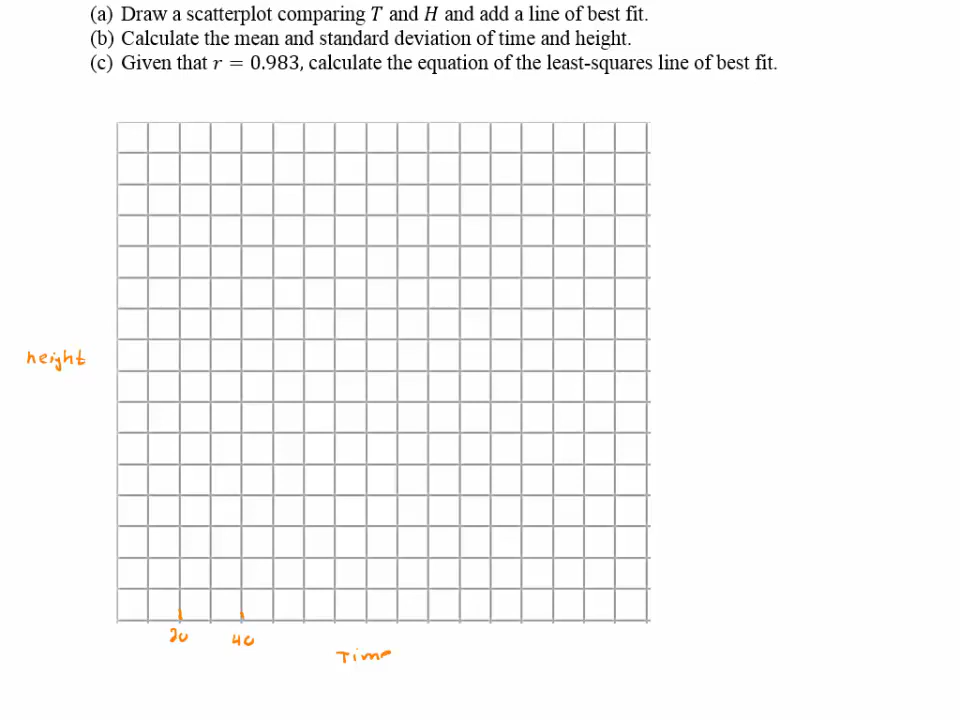 (a) Draw a scatterplot comparing T and H and add a line of best fit.
(b) Calculate the mean and standard deviation of time and height.
(c) Given that r = 0.983, calculate the equation of the least-squares line of best fit.
height
20 40
Time